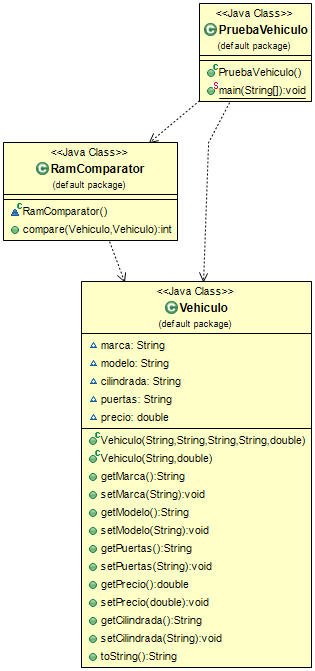 <<Java Class>>
PruebaVehiculo
(default package)
PruebaVehiculo()
main(String[]):void
<<Java Class>>
RamComparator
(default package)
RamComparator()
compare(Vehiculo,Vehiculo):int
<<Java Class>>
Vehiculo
(default package)
marca: String
modelo: String
cilindrada: String
puertas: String
precio: double
Vehiculo(String,String,String,String,double)
Vehiculo(String,double)
getMarca():String
setMarca(String):void
getModelo():String
setModelo(String):void
getPuertas():String
setPuertas(String):void
getPrecio():double
setPrecio(double):void
getCilindrada():String
setCilindrada(String):void
toString():String